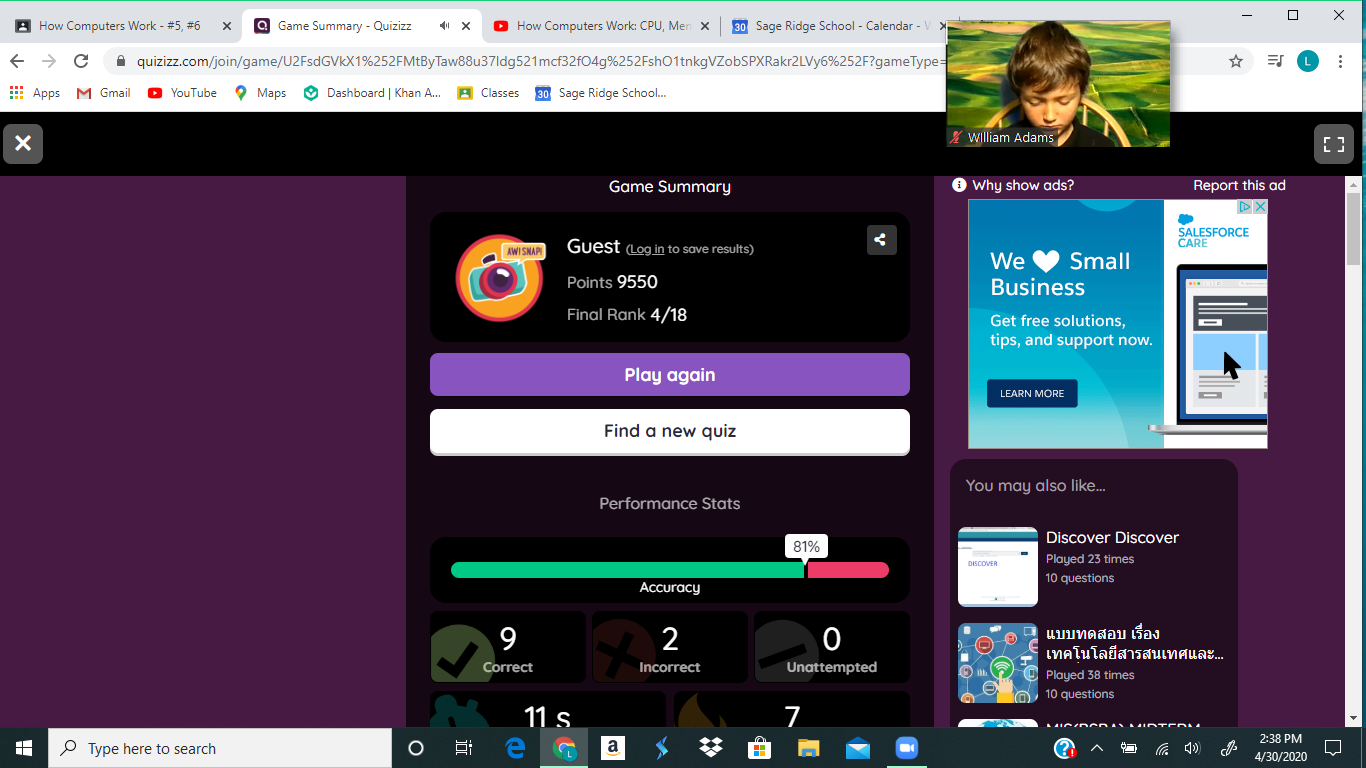 How Computers Work - #5, #6
Game Summary - Quizizz
How Computers Work: CPU, Mem
Sage Ridge School - Calendar - W
quizizz.com/join/game/
Apps
Gmail
YouTube
Maps
Dashboard | Khan A...
Classes
Sage Ridge School...
L
WIlliam Adams
Game Summary
AW! SNAP!
Guest (Log in to save results)
Points 9550
Final Rank 4/18
Play again
Find a new quiz
Performance Stats
81%
Accuracy
9
Correct
2
Incorrect
0
Unattempted
11 s
7
Why show ads?
Report this ad
SALESFORCE
CARE
We Small
Business
Get free solutions,
tips, and support now.
LEARN MORE
You may also like...
DISCOVER
Discover Discover
Played 23 times
10 questions
แบบทดสอบ เรื่อง
เทคโนโลยีสารสนเทศและ...
Played 38 times
10 questions
MIS(BSBA) MIDTERM
Type here to search
2:38 PM
4/30/2020